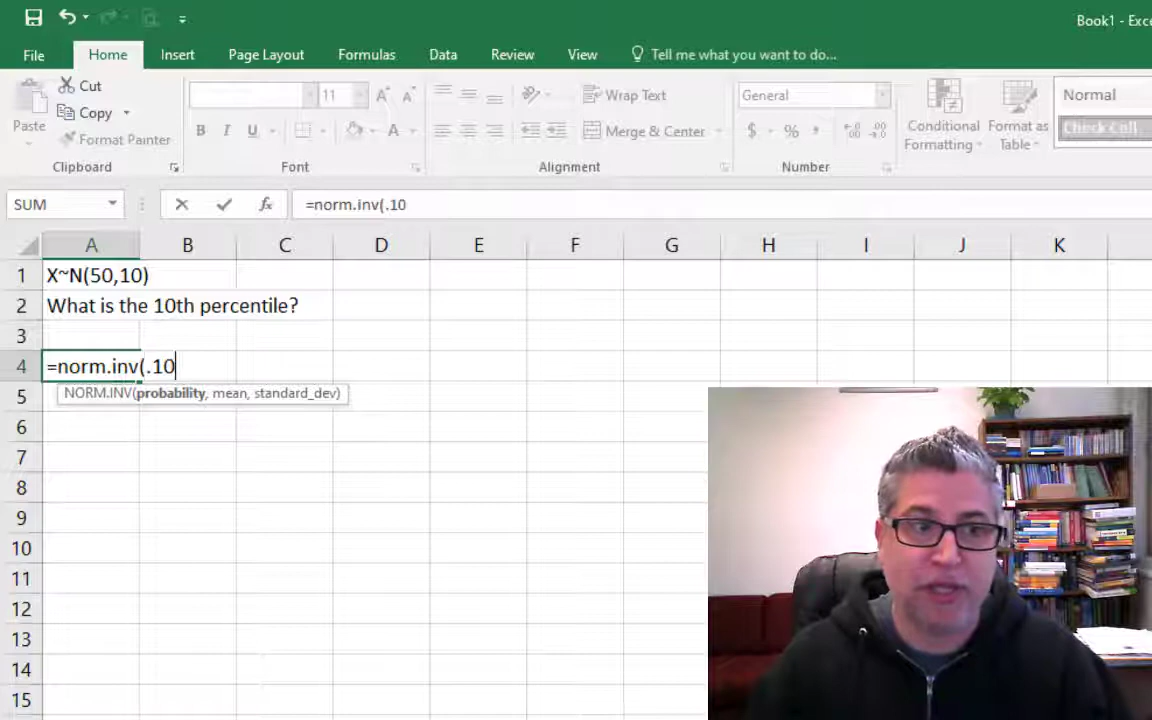 Book1 - Exce
File Home Insert Page Layout Formulas Data Review View Tell me what you want to do...
Cut
Copy
Format Painter
Paste
Clipboard
11
B I U A
Font
Wrap Text
Merge & Center
Alignment
General
$ % ,
Number
Conditional Formatting
Format as Table
Normal
Check Cell
SUM
fx
=norm.inv(.10
A B C D E F G H I J K
1 X~N(50,10)
2 What is the 10th percentile?
3
4 =norm.inv(.10
NORM.INV(probability, mean, standard_dev)
5
6
7
8
9
10
11
12
13
14
15